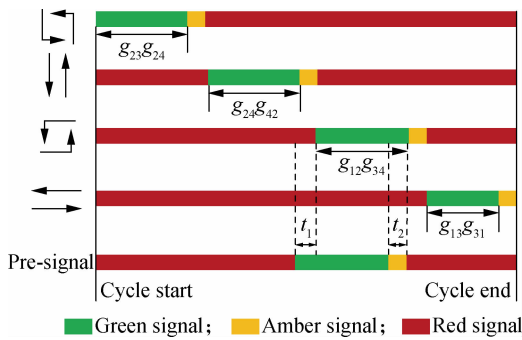 g23g24
g24g42
g12g34
g13g31
t1
t2
Pre-signal
Cycle start
Cycle end
Green signal；
Amber signal；
Red signal